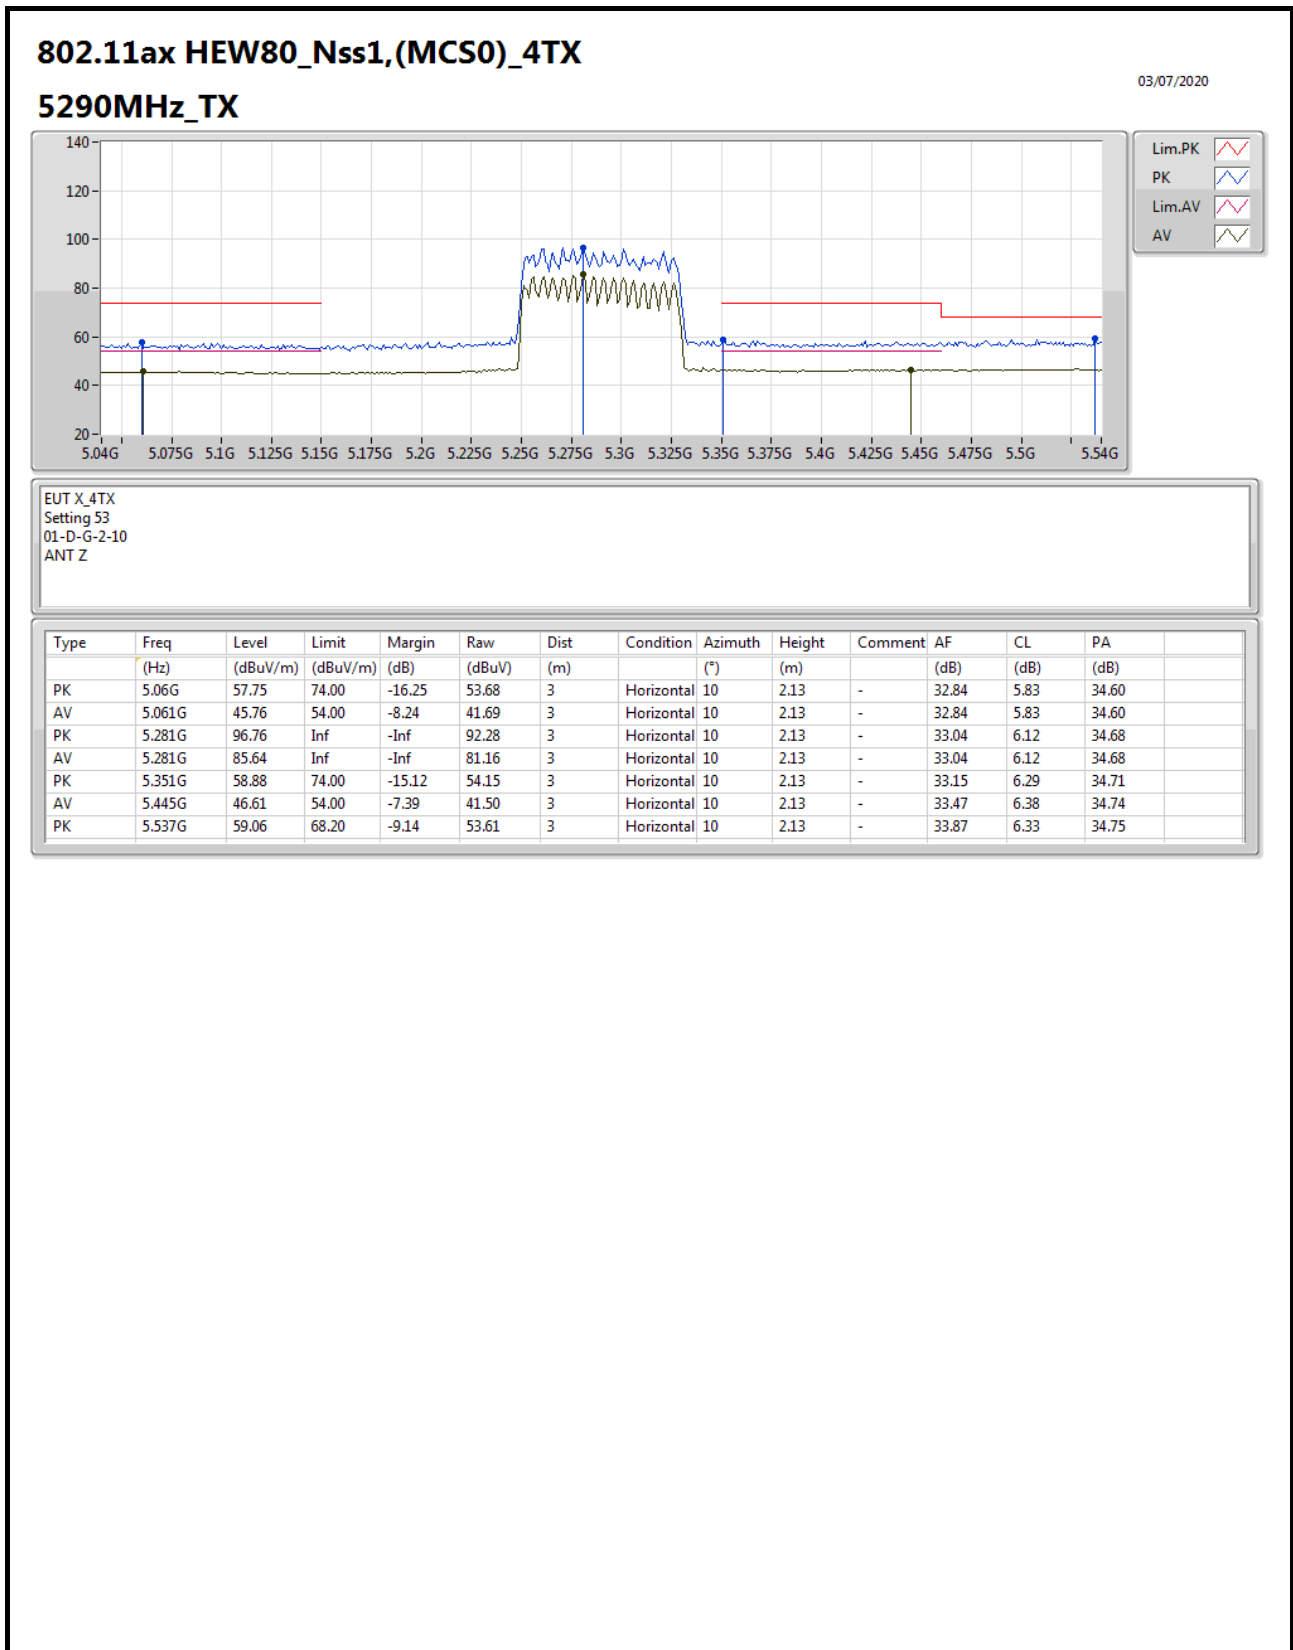 802.11ax HEW80_Nss1,(MCS0)_4TX
03/07/2020
5290MHz_TX
140
120
100
80
60
40
20
5.04G 5.075G 5.1G 5.125G 5.15G 5.175G 5.2G 5.225G 5.25G 5.275G 5.3G 5.325G 5.35G 5.375G 5.4G 5.425G 5.45G 5.475G 5.5G 5.54G
Lim.PK
PK
Lim.AV
AV
EUT X_4TX
Setting 53
01-D-G-2-10
ANT Z
Type Freq Level Limit Margin Raw Dist Condition Azimuth Height Comment AF CL PA
(Hz) (dBuV/m) (dBuV/m) (dB) (dBuV) (m) (°) (m) (dB) (dB) (dB)
PK 5.06G 57.75 74.00 -16.25 53.68 3 Horizontal 10 2.13 - 32.84 5.83 34.60
AV 5.061G 45.76 54.00 -8.24 41.69 3 Horizontal 10 2.13 - 32.84 5.83 34.60
PK 5.281G 96.76 Inf -Inf 92.28 3 Horizontal 10 2.13 - 33.04 6.12 34.68
AV 5.281G 85.64 Inf -Inf 81.16 3 Horizontal 10 2.13 - 33.04 6.12 34.68
PK 5.351G 58.88 74.00 -15.12 54.15 3 Horizontal 10 2.13 - 33.15 6.29 34.71
AV 5.445G 46.61 54.00 -7.39 41.50 3 Horizontal 10 2.13 - 33.47 6.38 34.74
PK 5.537G 59.06 68.20 -9.14 53.61 3 Horizontal 10 2.13 - 33.87 6.33 34.75